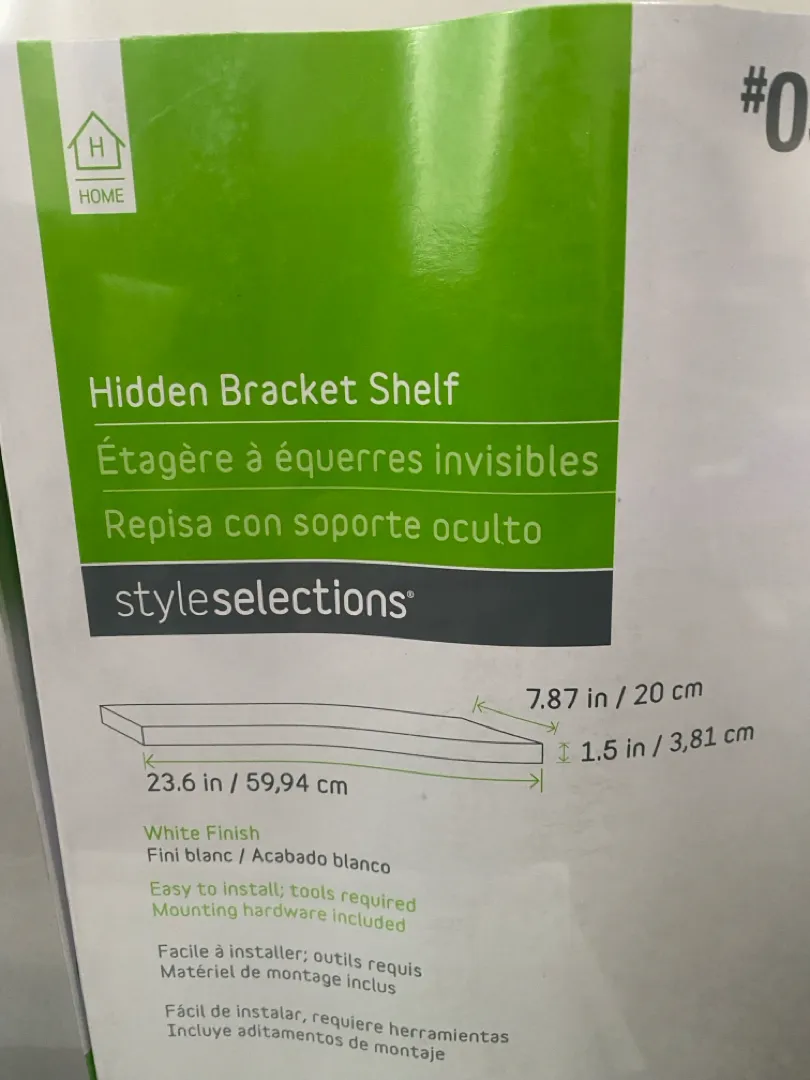 H
HOME
Hidden Bracket Shelf
Étagère à équerres invisibles
Repisa con soporte oculto
styleselections®
7.87 in / 20 cm
1.5 in / 3,81 cm
23.6 in / 59,94 cm
White Finish
Fini blanc / Acabado blanco
Easy to install; tools required
Mounting hardware included
Facile à installer; outils requis
Matériel de montage inclus
Fácil de instalar, requiere herramientas
Incluye aditamentos de montaje